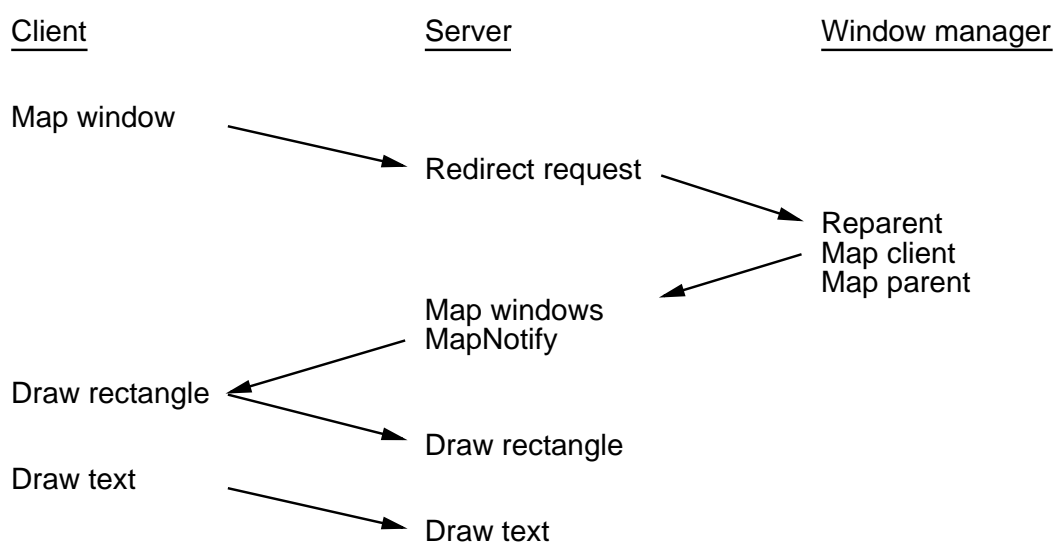 Client Server Window manager
Map window
Redirect request
Reparent
Map client
Map parent
Map windows
MapNotify
Draw rectangle
Draw rectangle
Draw text
Draw text